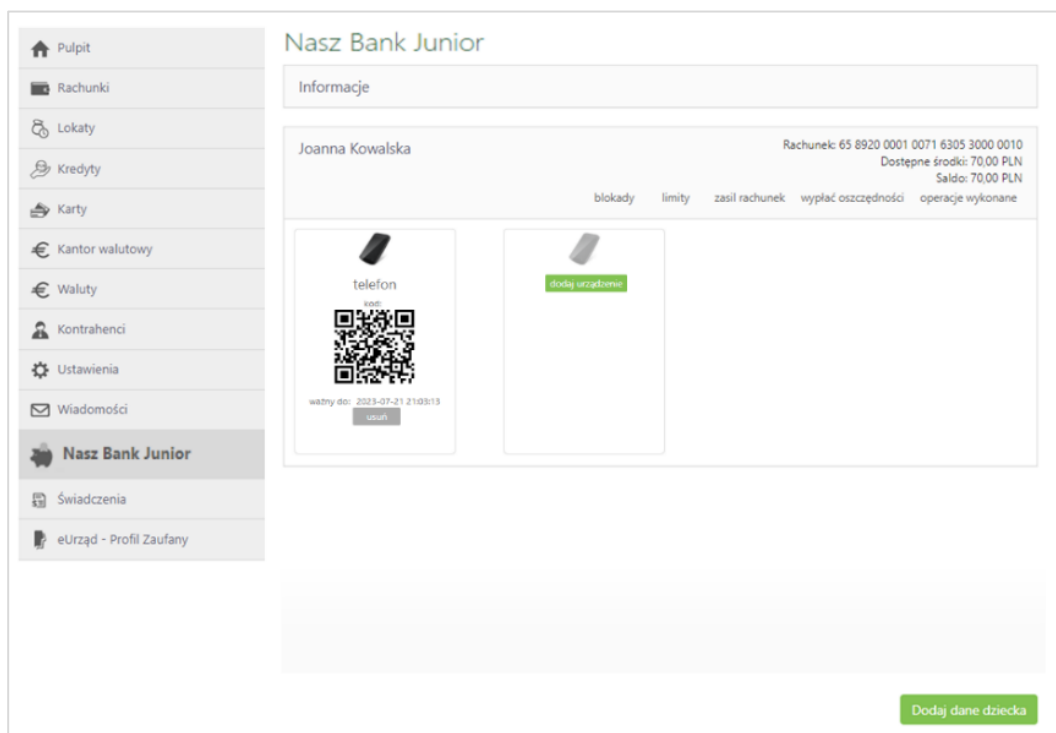 Pulpit
Rachunki
Lokaty
Kredyty
Karty
Kantor walutowy
Waluty
Kontrahenci
Ustawienia
Wiadomości
Nasz Bank Junior
Świadczenia
eUrząd - Profil Zaufany
Nasz Bank Junior
Informacje
Joanna Kowalska
Rachunek: 65 8920 0001 0071 6305 3000 0010
Dostępne środki: 70,00 PLN
Saldo: 70,00 PLN
blokady limity zasil rachunek wypłać oszczędności operacje wykonane
telefon
kod:
ważny do: 2023-07-21 21:03:13
usuń
dodaj urządzenie
Dodaj dane dziecka